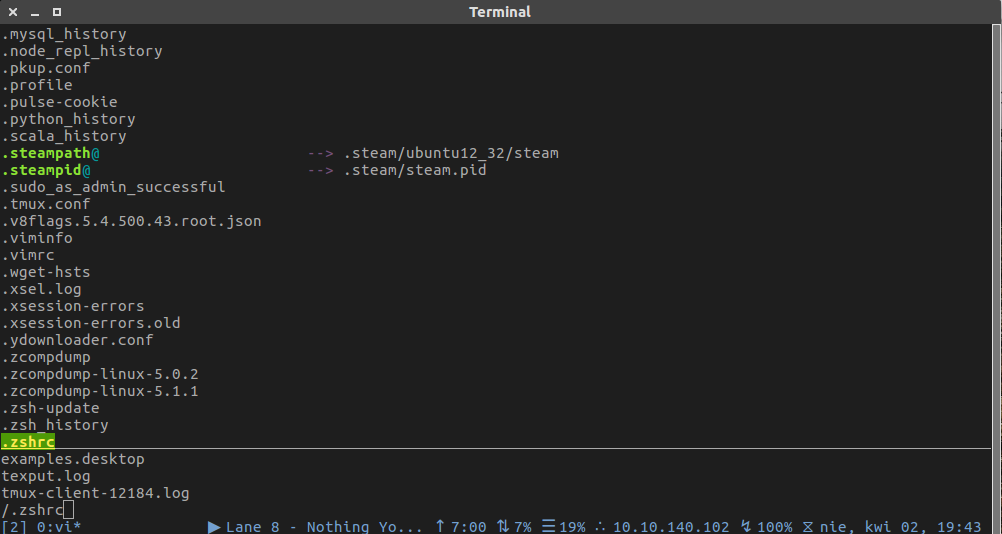 Terminal
.mysql_history
.node_repl_history
.pkup.conf
.profile
.pulse-cookie
.python_history
.scala_history
.steampath@ --> .steam/ubuntu12_32/steam
.steampid@ --> .steam/steam.pid
.sudo_as_admin_successful
.tmux.conf
.v8flags.5.4.500.43.root.json
.viminfo
.vimrc
.wget-hsts
.xsel.log
.xsession-errors
.xsession-errors.old
.ydownloader.conf
.zcompdump
.zcompdump-linux-5.0.2
.zcompdump-linux-5.1.1
.zsh-update
.zsh_history
.zshrc
examples.desktop
texput.log
tmux-client-12184.log
/.zshrc
[2] 0:vi* ▶ Lane 8 - Nothing Yo... ↑ 7:00 ⇅ 7% ☰ 19% ∴ 10.10.140.102 ↯ 100% ⧖ nie, kwi 02, 19:43